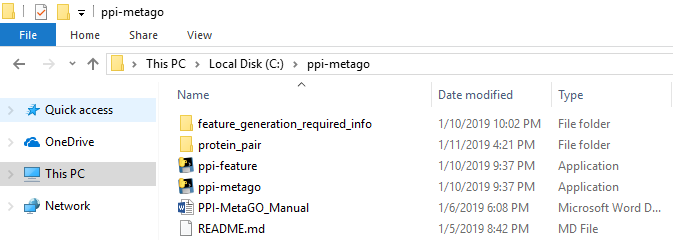 ppi-metago
File Home Share View
This PC Local Disk (C:) ppi-metago
Quick access
OneDrive
This PC
Network
Name Date modified Type
feature_generation_required_info 1/10/2019 10:02 PM File folder
protein_pair 1/11/2019 4:21 PM File folder
ppi-feature 1/10/2019 9:37 PM Application
ppi-metago 1/10/2019 9:37 PM Application
PPI-MetaGO_Manual 1/6/2019 6:08 PM Microsoft Word D...
README.md 1/5/2019 8:42 PM MD File